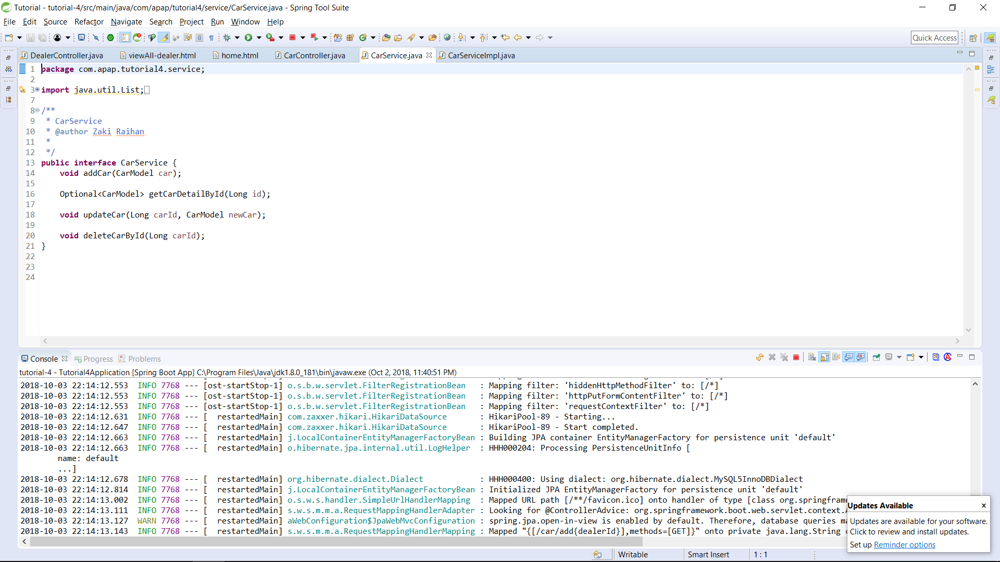 Tutorial - tutorial-4/src/main/java/com/apap/tutorial4/service/CarService.java - Spring Tool Suite
File Edit Source Refactor Navigate Search Project Run Window Help
Quick Access
DealerController.java viewAll-dealer.html home.html CarController.java CarService.java CarServiceImpl.java
1 package com.apap.tutorial4.service;
2
3 import java.util.List;
7
8 /**
9 * CarService
10 * @author Zaki Raihan
11 *
12 */
13 public interface CarService {
14 void addCar(CarModel car);
15
16 Optional<CarModel> getCarDetailById(Long id);
17
18 void updateCar(Long carId, CarModel newCar);
19
20 void deleteCarById(Long carId);
21 }
22
23
24
Console Progress Problems
tutorial-4 - Tutorial4Application [Spring Boot App] C:\Program Files\Java\jdk1.8.0_181\bin\javaw.exe (Oct 2, 2018, 11:40:51 PM)
2018-10-03 22:14:12.553 INFO 7768 --- [ost-startStop-1] o.s.b.w.servlet.FilterRegistrationBean : Mapping filter: 'hiddenHttpMethodFilter' to: [/*]
2018-10-03 22:14:12.553 INFO 7768 --- [ost-startStop-1] o.s.b.w.servlet.FilterRegistrationBean : Mapping filter: 'httpPutFormContentFilter' to: [/*]
2018-10-03 22:14:12.553 INFO 7768 --- [ost-startStop-1] o.s.b.w.servlet.FilterRegistrationBean : Mapping filter: 'requestContextFilter' to: [/*]
2018-10-03 22:14:12.631 INFO 7768 --- [ restartedMain] com.zaxxer.hikari.HikariDataSource : HikariPool-89 - Starting...
2018-10-03 22:14:12.647 INFO 7768 --- [ restartedMain] com.zaxxer.hikari.HikariDataSource : HikariPool-89 - Start completed.
2018-10-03 22:14:12.663 INFO 7768 --- [ restartedMain] j.LocalContainerEntityManagerFactoryBean : Building JPA container EntityManagerFactory for persistence unit 'default'
2018-10-03 22:14:12.663 INFO 7768 --- [ restartedMain] o.hibernate.jpa.internal.util.LogHelper : HHH000204: Processing PersistenceUnitInfo [
name: default
...]
2018-10-03 22:14:12.678 INFO 7768 --- [ restartedMain] org.hibernate.dialect.Dialect : HHH000400: Using dialect: org.hibernate.dialect.MySQL5InnoDBDialect
2018-10-03 22:14:12.814 INFO 7768 --- [ restartedMain] j.LocalContainerEntityManagerFactoryBean : Initialized JPA EntityManagerFactory for persistence unit 'default'
2018-10-03 22:14:13.002 INFO 7768 --- [ restartedMain] o.s.w.s.handler.SimpleUrlHandlerMapping : Mapped URL path [/**/favicon.ico] onto handler of type [class org.springframe
2018-10-03 22:14:13.111 INFO 7768 --- [ restartedMain] s.w.s.m.m.a.RequestMappingHandlerAdapter : Looking for @ControllerAdvice: org.springframework.boot.web.servlet.context.
2018-10-03 22:14:13.127 WARN 7768 --- [ restartedMain] aWebConfiguration$JpaWebMvcConfiguration : spring.jpa.open-in-view is enabled by default. Therefore, database queries ma
2018-10-03 22:14:13.143 INFO 7768 --- [ restartedMain] s.w.s.m.m.a.RequestMappingHandlerMapping : Mapped "{[/car/add{dealerId}],methods=[GET]}" onto private java.lang.String
Updates Available
Updates are available for your software.
Click to review and install updates.
Set up Reminder options
Writable Smart Insert 1 : 1